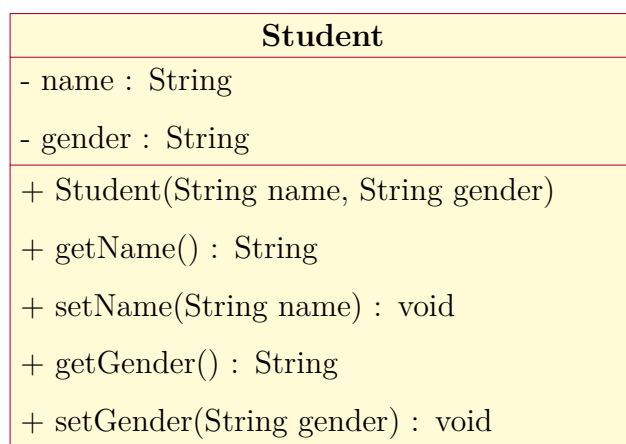 Student
- name : String
- gender : String
+ Student(String name, String gender)
+ getName() : String
+ setName(String name) : void
+ getGender() : String
+ setGender(String gender) : void